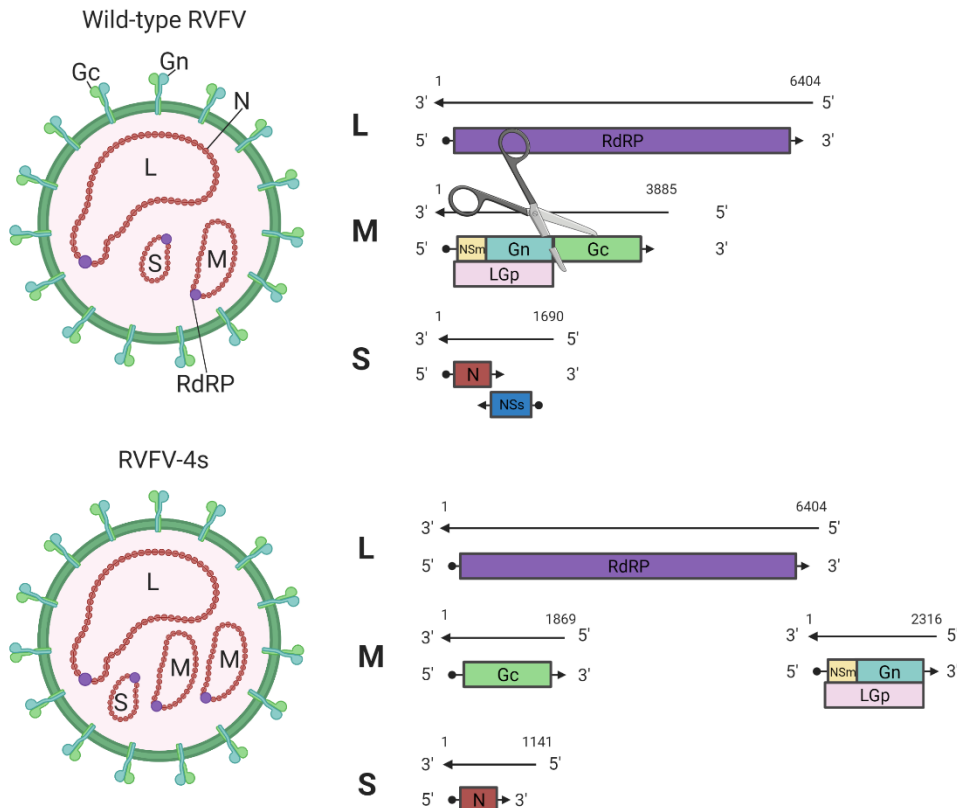 Wild-type RVFV
Gc
Gn
N
L
S
M
RdRP
L
1
6404
3'
5'
5'
RdRP
3'
M
1
3885
3'
5'
5'
NSm
Gn
Gc
3'
LGp
S
1
1690
3'
5'
5'
N
3'
NSs
RVFV-4s
L
S
M
M
L
1
6404
3'
5'
5'
RdRP
3'
M
1
1869
3'
5'
5'
Gc
3'
1
2316
3'
5'
5'
NSm
Gn
3'
LGp
S
1
1141
3'
5'
5'
N
3'